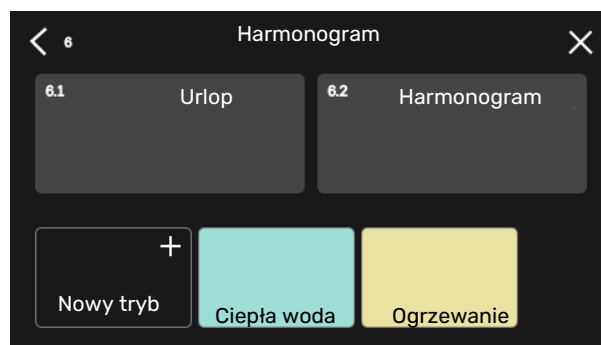 6 Harmonogram
6.1 Urlop
6.2 Harmonogram
Nowy tryb
Ciepła woda
Ogrzewanie